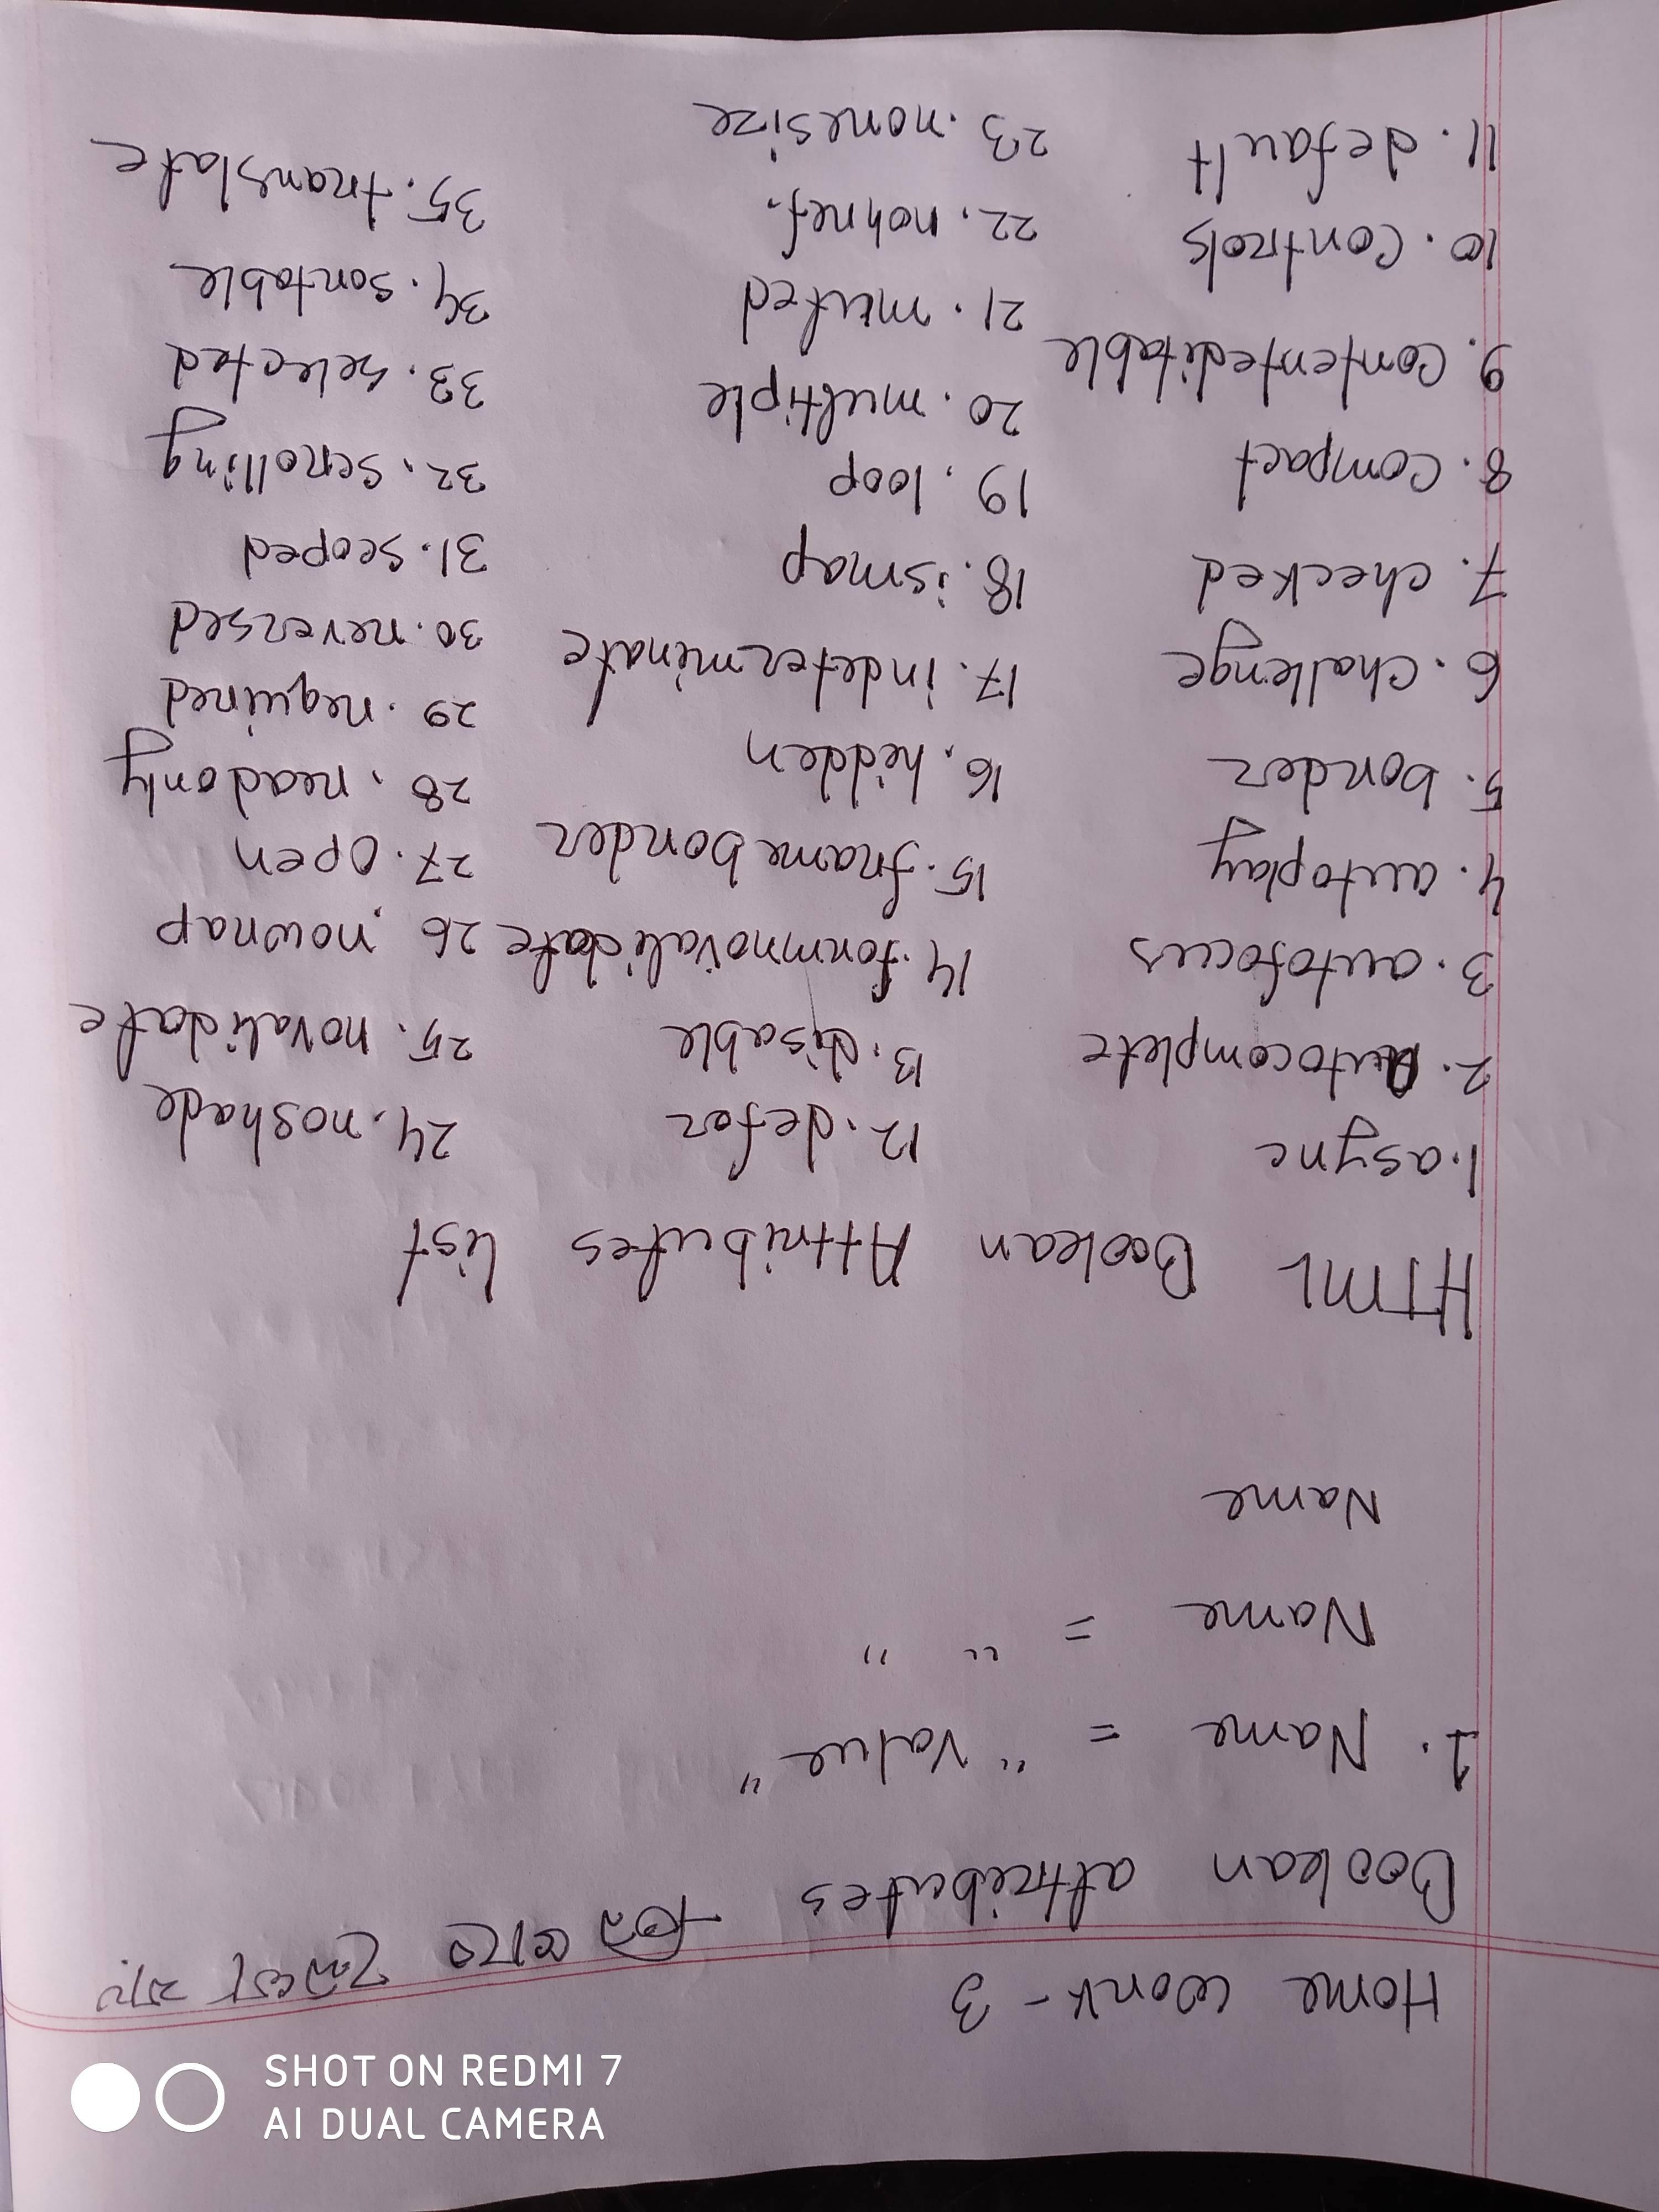 SHOT ON REDMI 7
AI DUAL CAMERA
Home work - 3
Boolean attributes তিন ভাবে লেখা যায়
1. Name = "Value"
Name = " "
Name
HTML Boolean Attributes list
1. async
2. Autocomplete
3. autofocus
4. autoplay
5. border
6. challenge
7. checked
8. compact
9. contenteditable
10. controls
11. default
12. defer
13. disable
14. formnovalidate
15. frameborder
16. hidden
17. indeterminate
18. ismap
19. loop
20. multiple
21. muted
22. nohref.
23. noresize
24. noshade
25. novalidate
26. nowrap
27. open
28. readonly
29. required
30. reversed
31. scoped
32. scrolling
33. selected
34. sortable
35. translate